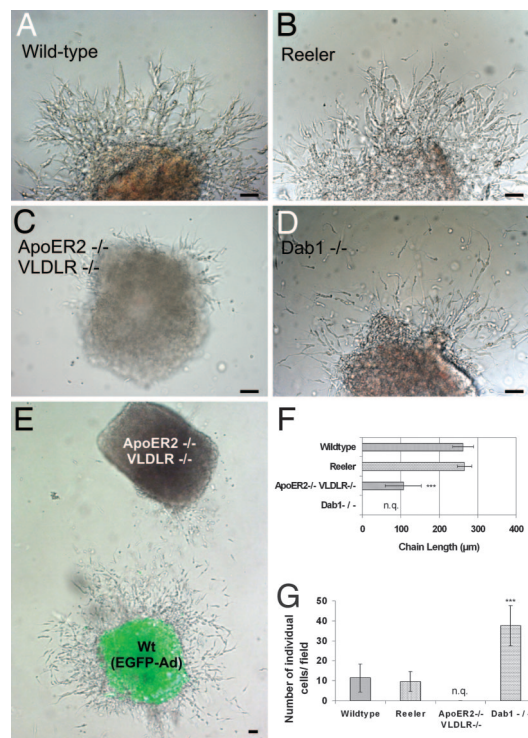 A
Wild-type
B
Reeler
C
ApoER2 -/-
VLDLR -/-
D
Dab1 -/-
E
ApoER2 -/-
VLDLR -/-
Wt
(EGFP-Ad)
F
Wildtype
Reeler
ApoER2-/- VLDLR-/-
***
Dab1- / -
n.q.
0 100 200 300 400
Chain Length (µm)
G
Number of individual
cells/ field
50
40
30
20
10
0
***
n.q.
Wildtype Reeler ApoER2-/- Dab1 - / -
VLDLR-/-